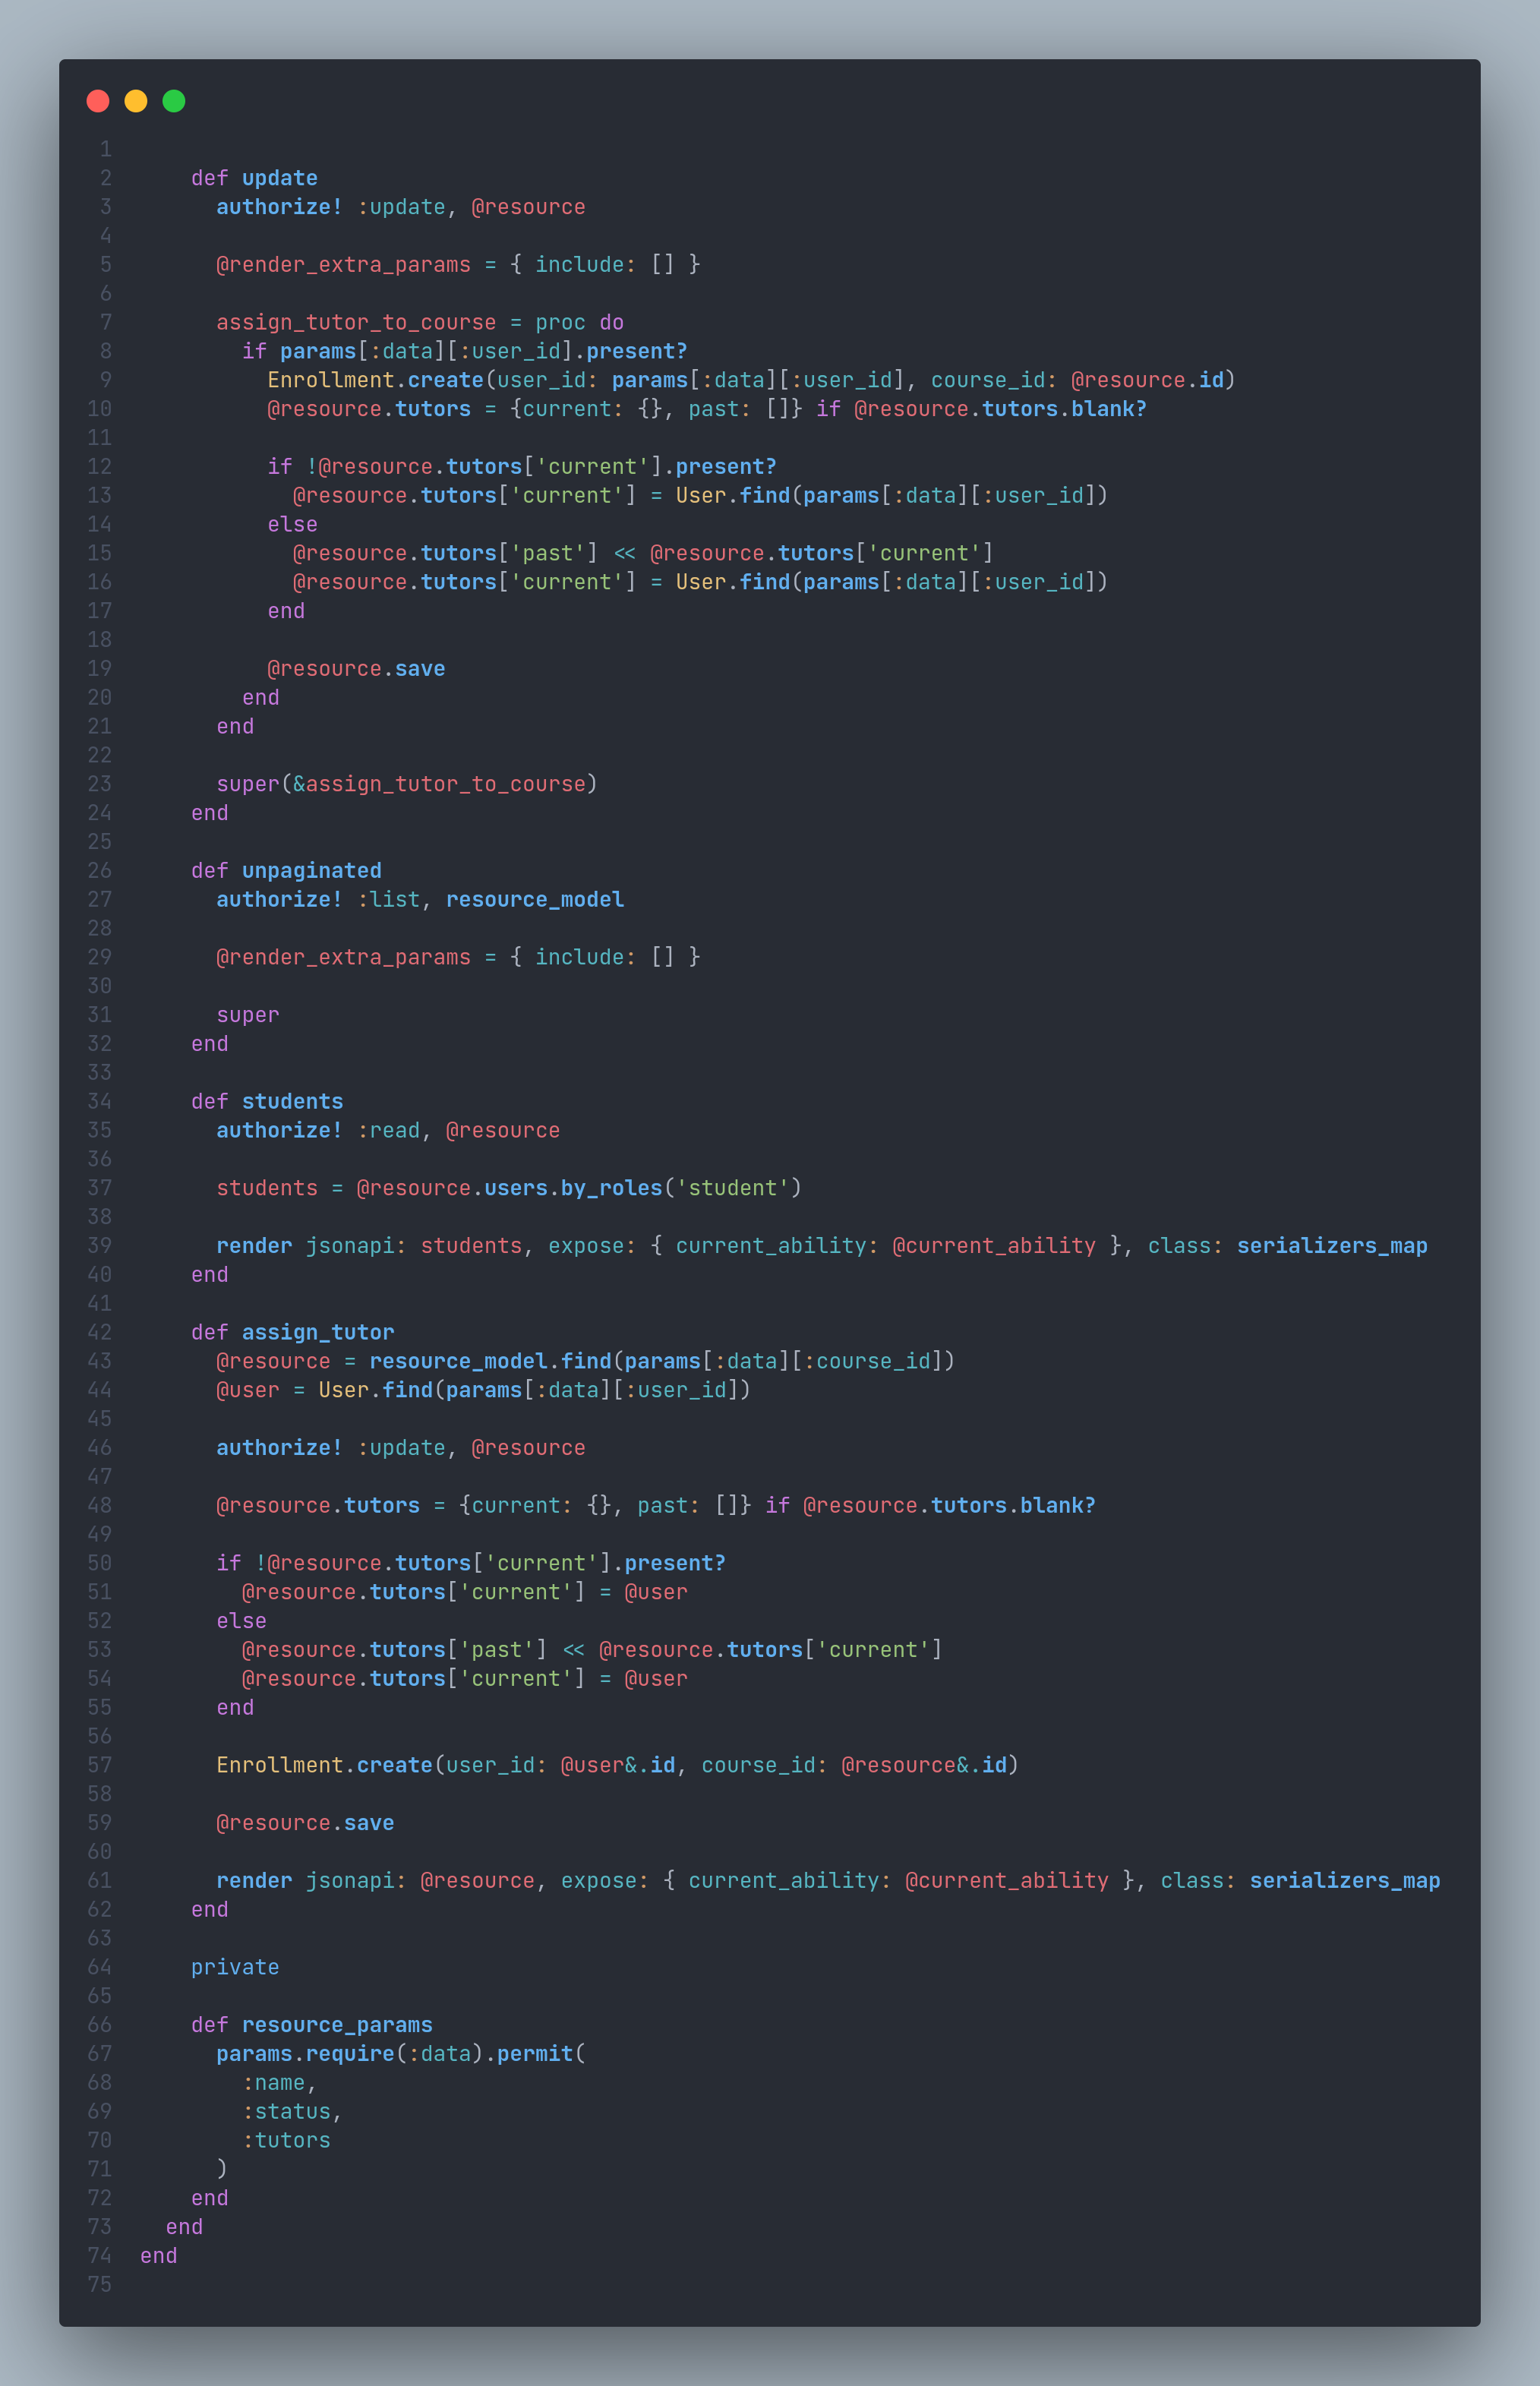 1
2 def update
3 authorize! :update, @resource
4
5 @render_extra_params = { include: [] }
6
7 assign_tutor_to_course = proc do
8 if params[:data][:user_id].present?
9 Enrollment.create(user_id: params[:data][:user_id], course_id: @resource.id)
10 @resource.tutors = {current: {}, past: []} if @resource.tutors.blank?
11
12 if !@resource.tutors['current'].present?
13 @resource.tutors['current'] = User.find(params[:data][:user_id])
14 else
15 @resource.tutors['past'] << @resource.tutors['current']
16 @resource.tutors['current'] = User.find(params[:data][:user_id])
17 end
18
19 @resource.save
20 end
21 end
22
23 super(&assign_tutor_to_course)
24 end
25
26 def unpaginated
27 authorize! :list, resource_model
28
29 @render_extra_params = { include: [] }
30
31 super
32 end
33
34 def students
35 authorize! :read, @resource
36
37 students = @resource.users.by_roles('student')
38
39 render jsonapi: students, expose: { current_ability: @current_ability }, class: serializers_map
40 end
41
42 def assign_tutor
43 @resource = resource_model.find(params[:data][:course_id])
44 @user = User.find(params[:data][:user_id])
45
46 authorize! :update, @resource
47
48 @resource.tutors = {current: {}, past: []} if @resource.tutors.blank?
49
50 if !@resource.tutors['current'].present?
51 @resource.tutors['current'] = @user
52 else
53 @resource.tutors['past'] << @resource.tutors['current']
54 @resource.tutors['current'] = @user
55 end
56
57 Enrollment.create(user_id: @user&.id, course_id: @resource&.id)
58
59 @resource.save
60
61 render jsonapi: @resource, expose: { current_ability: @current_ability }, class: serializers_map
62 end
63
64 private
65
66 def resource_params
67 params.require(:data).permit(
68 :name,
69 :status,
70 :tutors
71 )
72 end
73 end
74 end
75